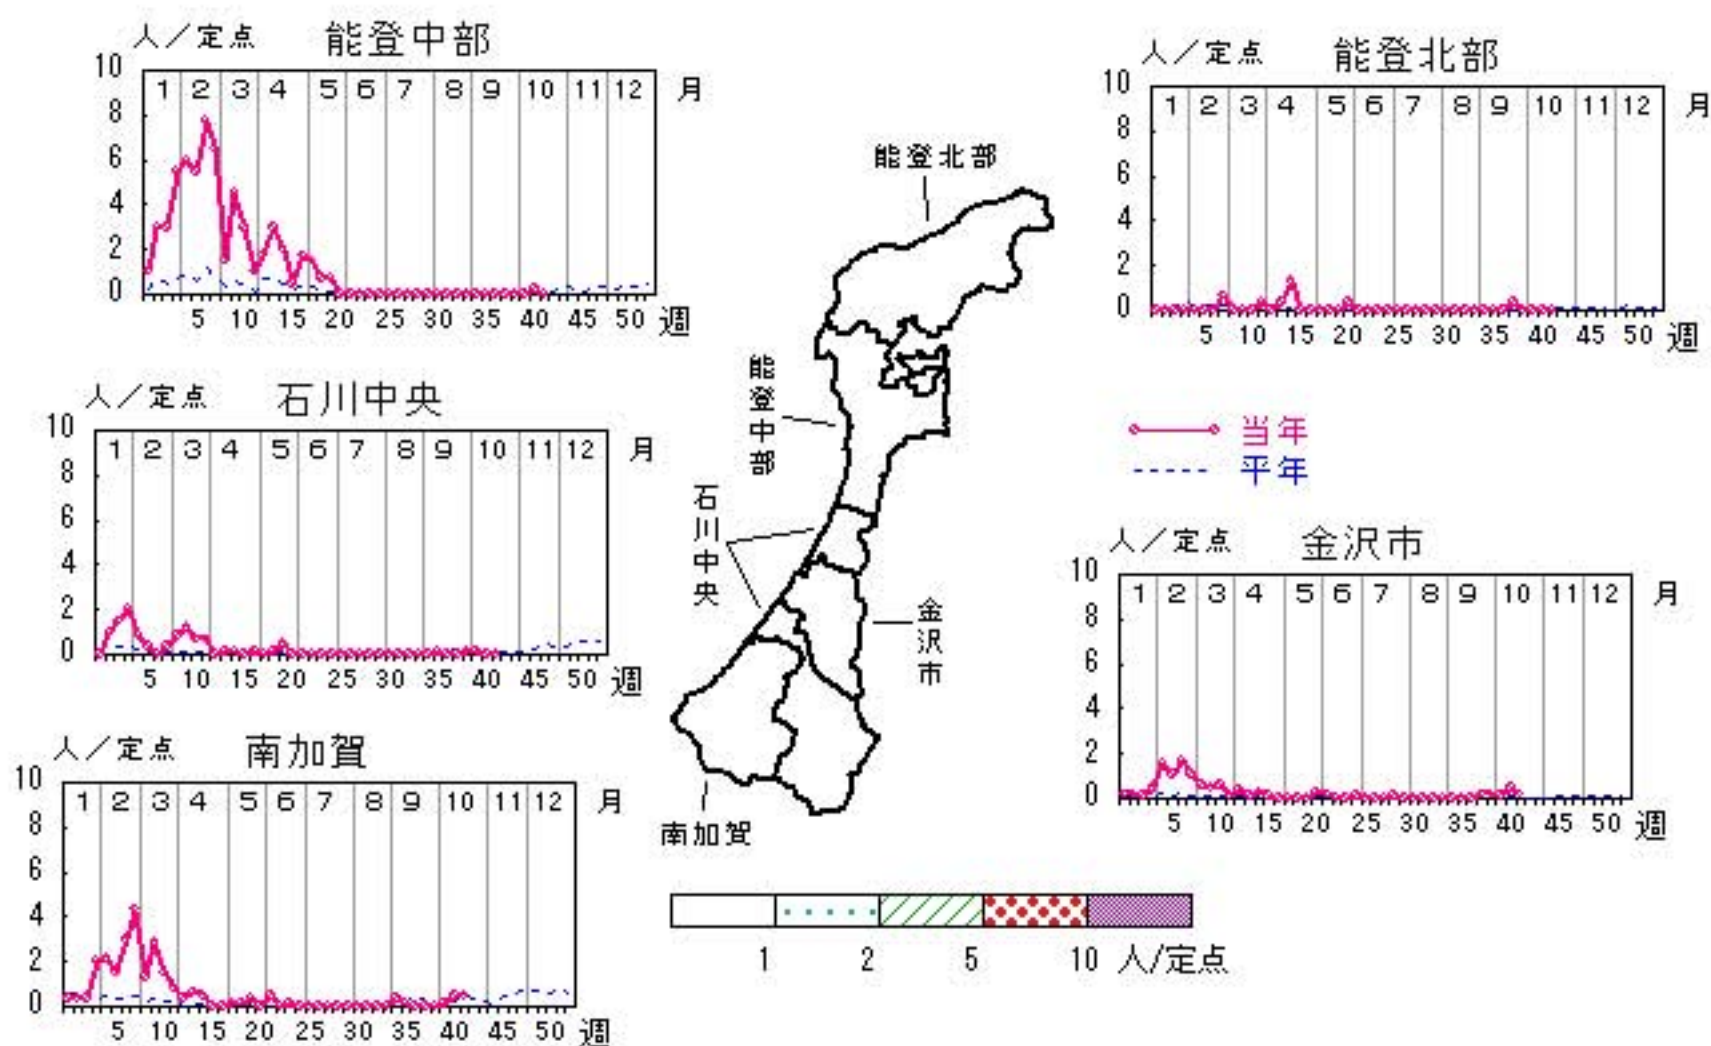 人／定点 能登中部
10 8 6 4 2 0
1 2 3 4 5 6 7 8 9 10 11 12 月
5 10 15 20 25 30 35 40 45 50 週
人／定点 能登北部
10 8 6 4 2 0
1 2 3 4 5 6 7 8 9 10 11 12 月
5 10 15 20 25 30 35 40 45 50 週
能登北部
能登中部
石川中央
金沢市
南加賀
人／定点 石川中央
10 8 6 4 2 0
1 2 3 4 5 6 7 8 9 10 11 12 月
5 10 15 20 25 30 35 40 45 50 週
当年
平年
人／定点 金沢市
10 8 6 4 2 0
1 2 3 4 5 6 7 8 9 10 11 12 月
5 10 15 20 25 30 35 40 45 50 週
人／定点 南加賀
10 8 6 4 2 0
1 2 3 4 5 6 7 8 9 10 11 12 月
5 10 15 20 25 30 35 40 45 50 週
1 2 5 10 人/定点